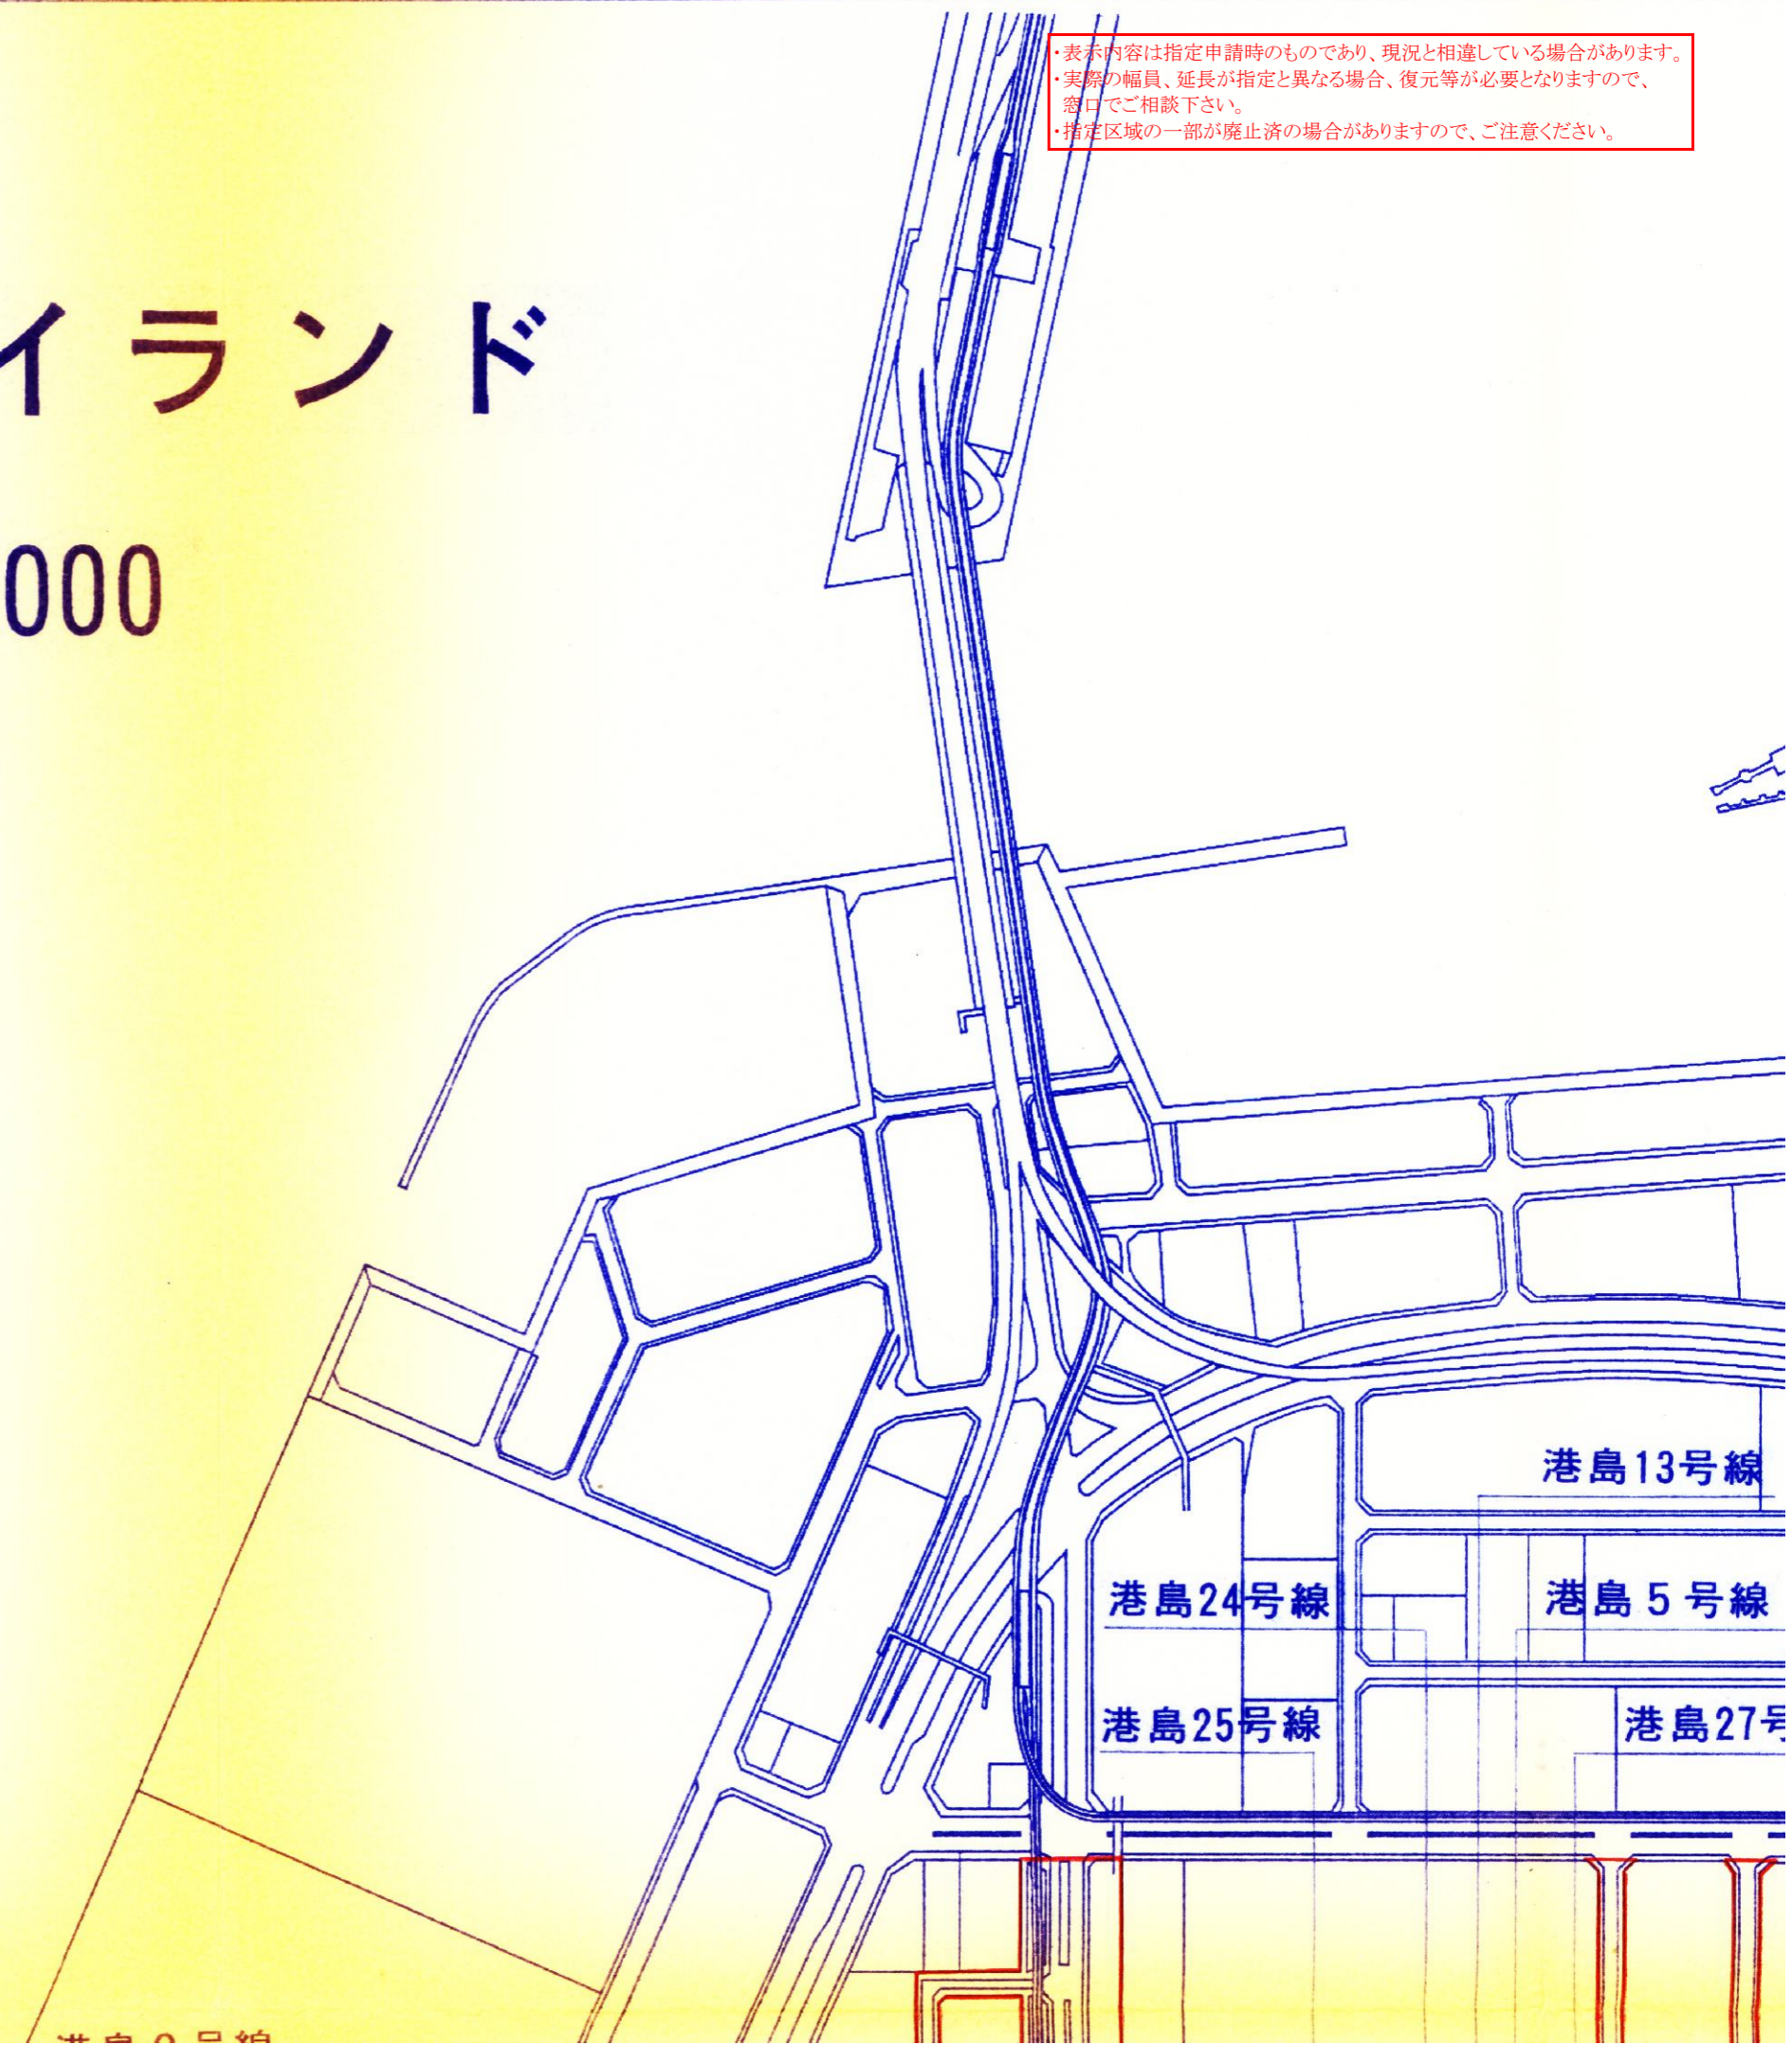 ・表示内容は指定申請時のものであり、現況と相違している場合があります。
・実際の幅員、延長が指定と異なる場合、復元等が必要となりますので、
窓口でご相談下さい。
・指定区域の一部が廃止済の場合がありますので、ご注意ください。
イランド
000
港島13号線
港島24号線
港島5号線
港島25号線
港島27号